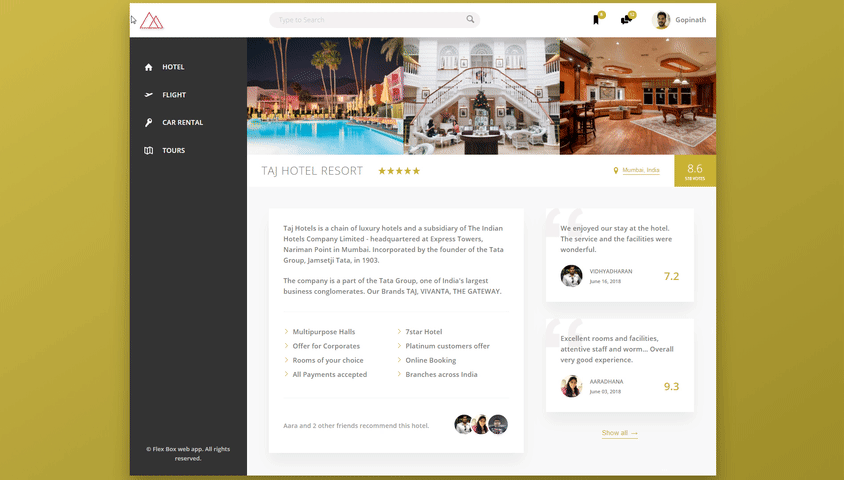 Type to Search
Gopinath
HOTEL
FLIGHT
CAR RENTAL
TOURS
© Flex Box web app. All rights
reserved.
TAJ HOTEL RESORT
Mumbai, India
8.6
Taj Hotels is a chain of luxury hotels and a subsidiary of The Indian
Hotels Company Limited - headquartered at Express Towers,
Nariman Point in Mumbai. Incorporated by the founder of the Tata
Group, Jamsetji Tata, in 1903.
The company is a part of the Tata Group, one of India's largest
business conglomerates. Our Brands TAJ, VIVANTA, THE GATEWAY.
Multipurpose Halls
7star Hotel
Offer for Corporates
Platinum customers offer
Rooms of your choice
Online Booking
All Payments accepted
Branches across India
Aara and 2 other friends recommend this hotel.
We enjoyed our stay at the hotel.
The service and the facilities were
wonderful.
VIDHYADHARAN
June 16, 2018
7.2
Excellent rooms and facilities,
attentive staff and worm... Overall
very good experience.
AARADHANA
June 03, 2018
9.3
Show all →